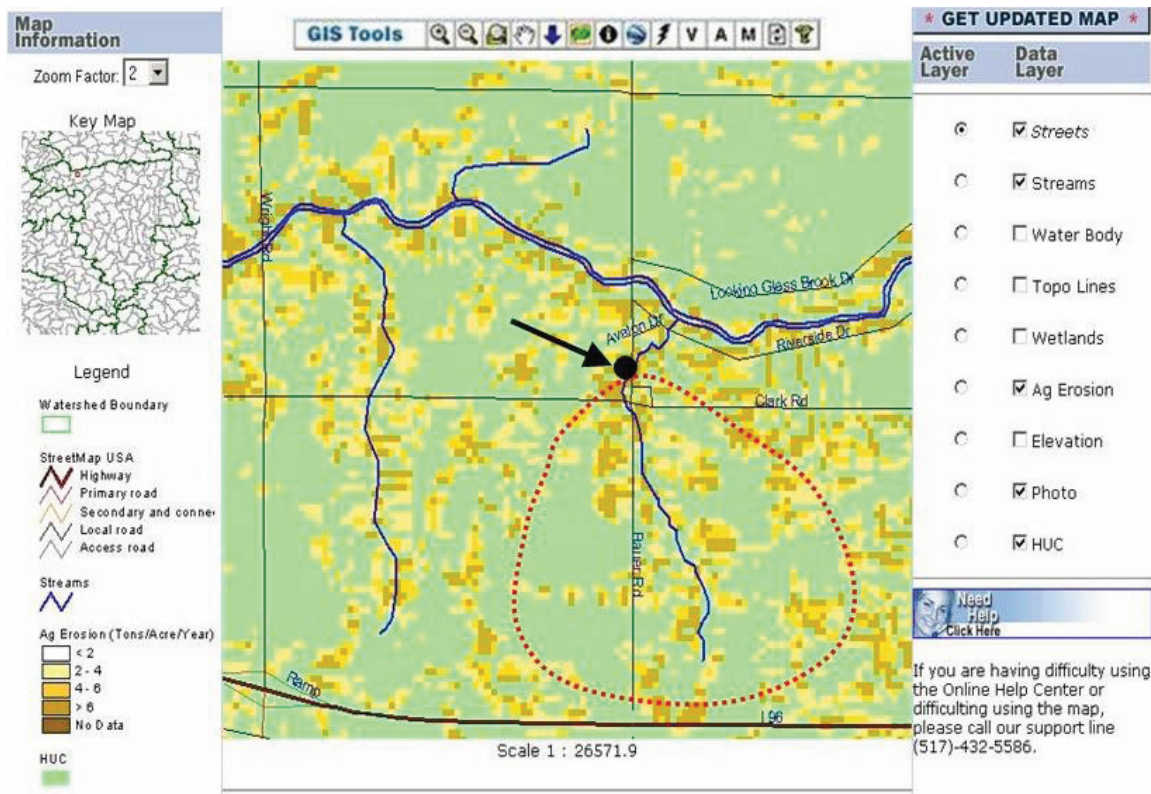 Map
Information
Zoom Factor: 2
Key Map
Legend
Watershed Boundary
StreetMap USA
Highway
Primary road
Secondary and conne
Local road
Access road
Streams
Ag Erosion (Tons/Acre/Year)
< 2
2 - 4
4 - 6
> 6
No Data
HUC
GIS Tools
V A M
Wright Rd
Looking Glass Brook Dr
Avalon Dr
Riverside Dr
Clark Rd
Bauer Rd
Ramp
I 96
Scale 1 : 26571.9
* GET UPDATED MAP *
Active
Layer
Data
Layer
Streets
Streams
Water Body
Topo Lines
Wetlands
Ag Erosion
Elevation
Photo
HUC
Need
Help
Click Here
If you are having difficulty using
the Online Help Center or
difficulting using the map,
please call our support line
(517)-432-5586.